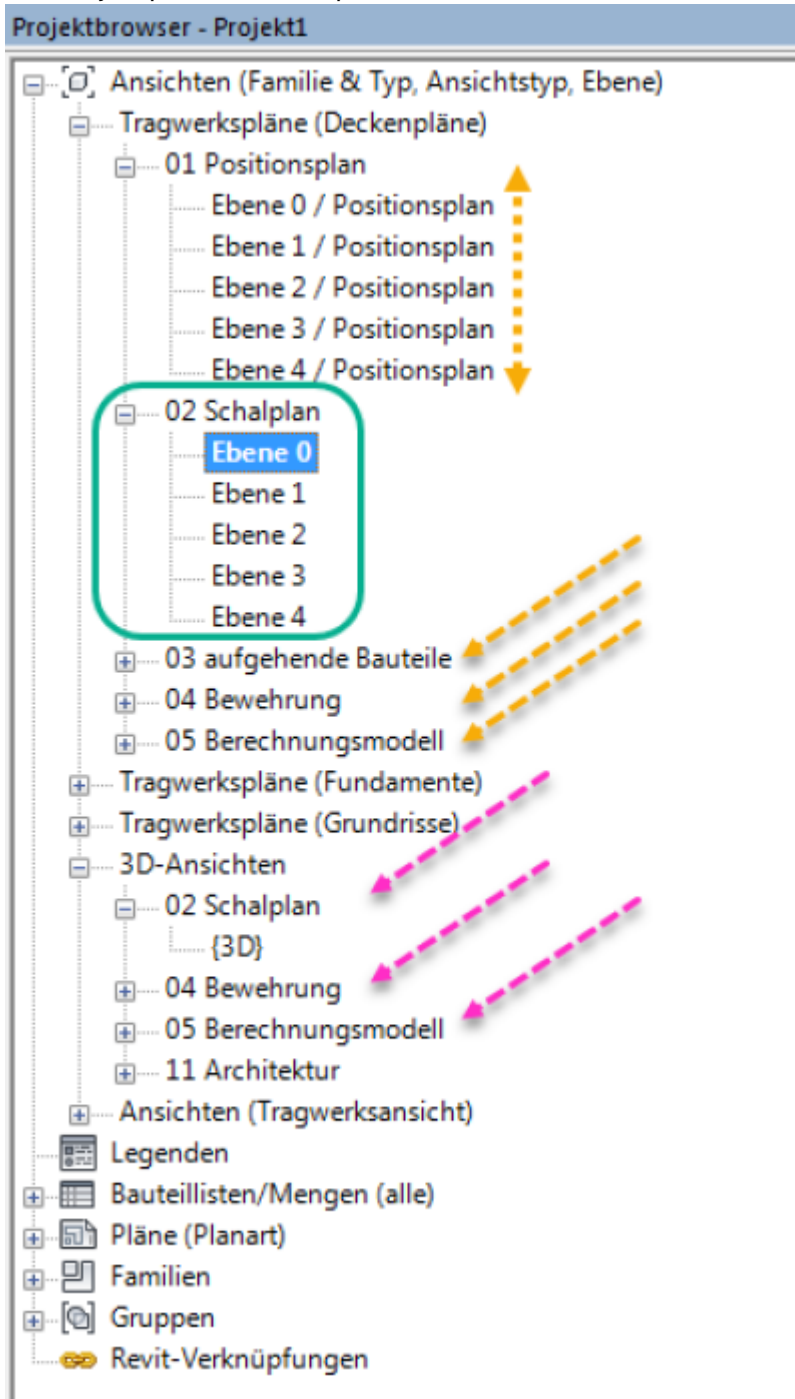 Projektbrowser - Projekt1
Ansichten (Familie & Typ, Ansichtstyp, Ebene)
Tragwerkspläne (Deckenpläne)
01 Positionsplan
Ebene 0 / Positionsplan
Ebene 1 / Positionsplan
Ebene 2 / Positionsplan
Ebene 3 / Positionsplan
Ebene 4 / Positionsplan
02 Schalplan
Ebene 0
Ebene 1
Ebene 2
Ebene 3
Ebene 4
03 aufgehende Bauteile
04 Bewehrung
05 Berechnungsmodell
Tragwerkspläne (Fundamente)
Tragwerkspläne (Grundrisse)
3D-Ansichten
02 Schalplan
{3D}
04 Bewehrung
05 Berechnungsmodell
11 Architektur
Ansichten (Tragwerksansicht)
Legenden
Bauteillisten/Mengen (alle)
Pläne (Planart)
Familien
Gruppen
Revit-Verknüpfungen